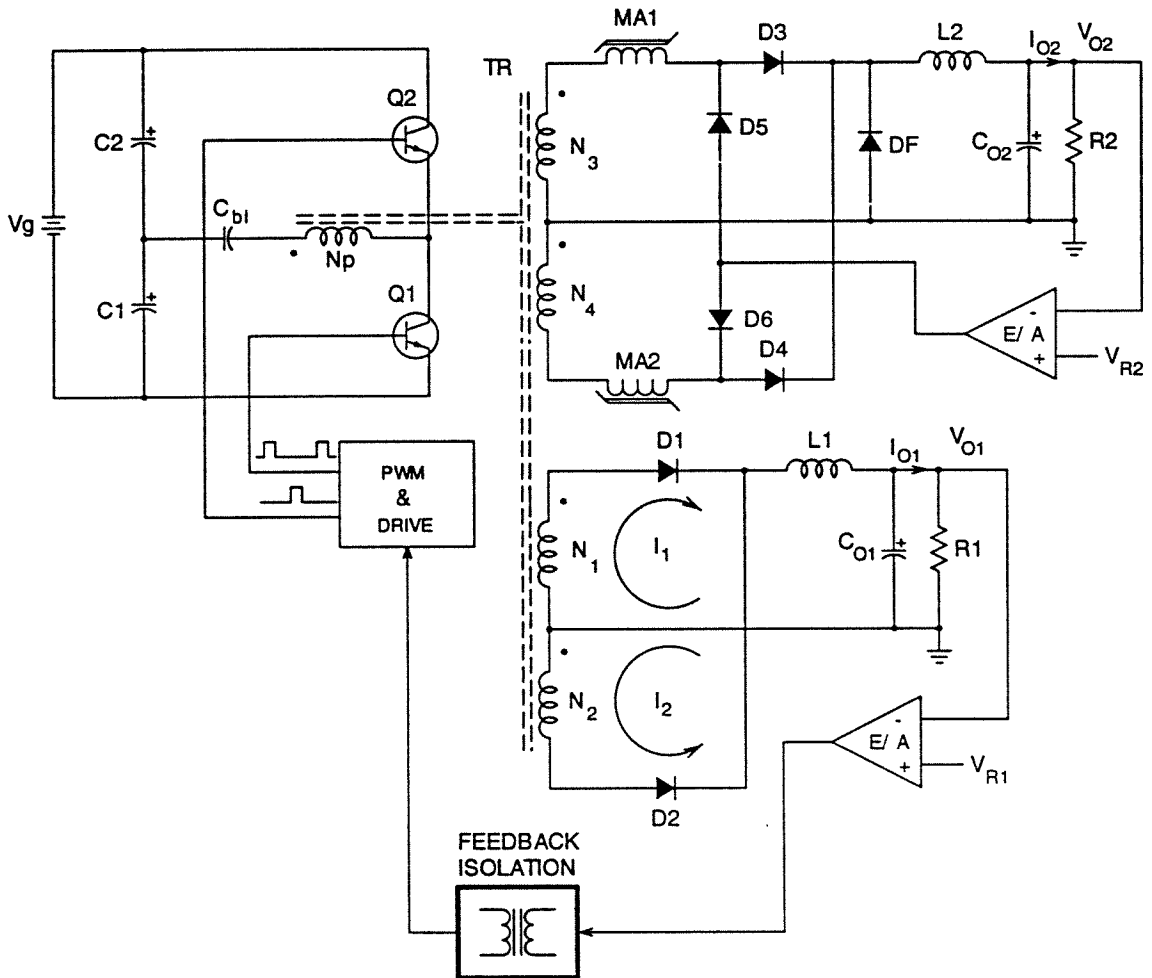 MA1
D3
L2
I_O2
V_O2
TR
Q2
C2
N_3
D5
DF
C_O2
R2
C_bl
Vg
Np
C1
Q1
N_4
D6
E/ A
-
+
V_R2
MA2
D4
D1
L1
I_O1
V_O1
PWM
&
DRIVE
N_1
I_1
C_O1
R1
N_2
I_2
E/ A
-
+
V_R1
D2
FEEDBACK
ISOLATION